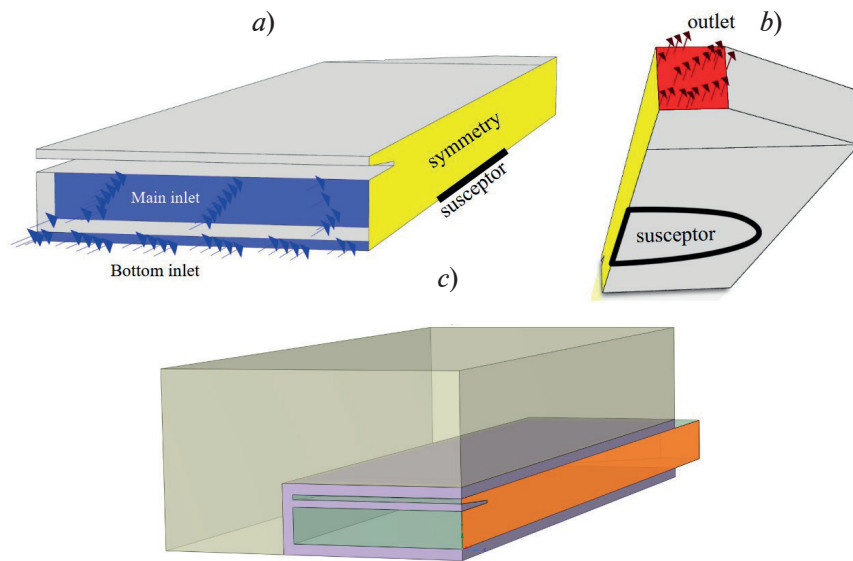 a)
b)
outlet
symmetry
susceptor
Main inlet
Bottom inlet
susceptor
c)